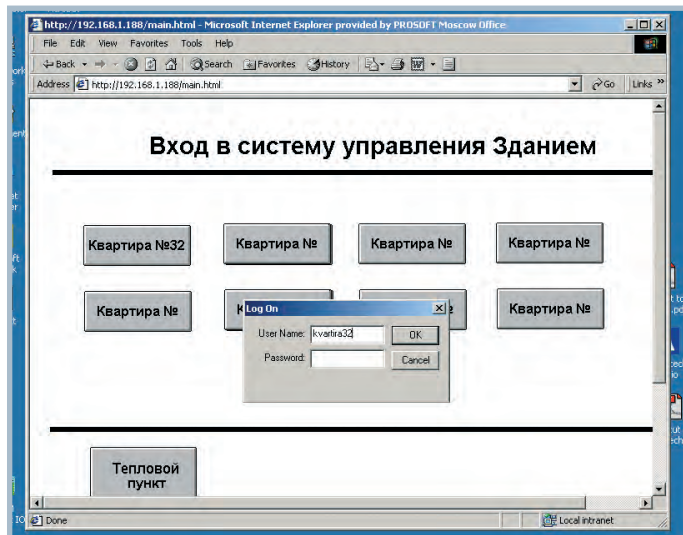 http://192.168.1.188/main.html - Microsoft Internet Explorer provided by PROSOFT Moscow Office
File Edit View Favorites Tools Help
Back Search Favorites History
Address http://192.168.1.188/main.html Go Links »
Вход в систему управления Зданием
Квартира №32 Квартира № Квартира № Квартира №
Квартира № Квартира №
Log On
User Name: kvartira32 OK
Password: Cancel
Тепловой
пункт
Done Local intranet